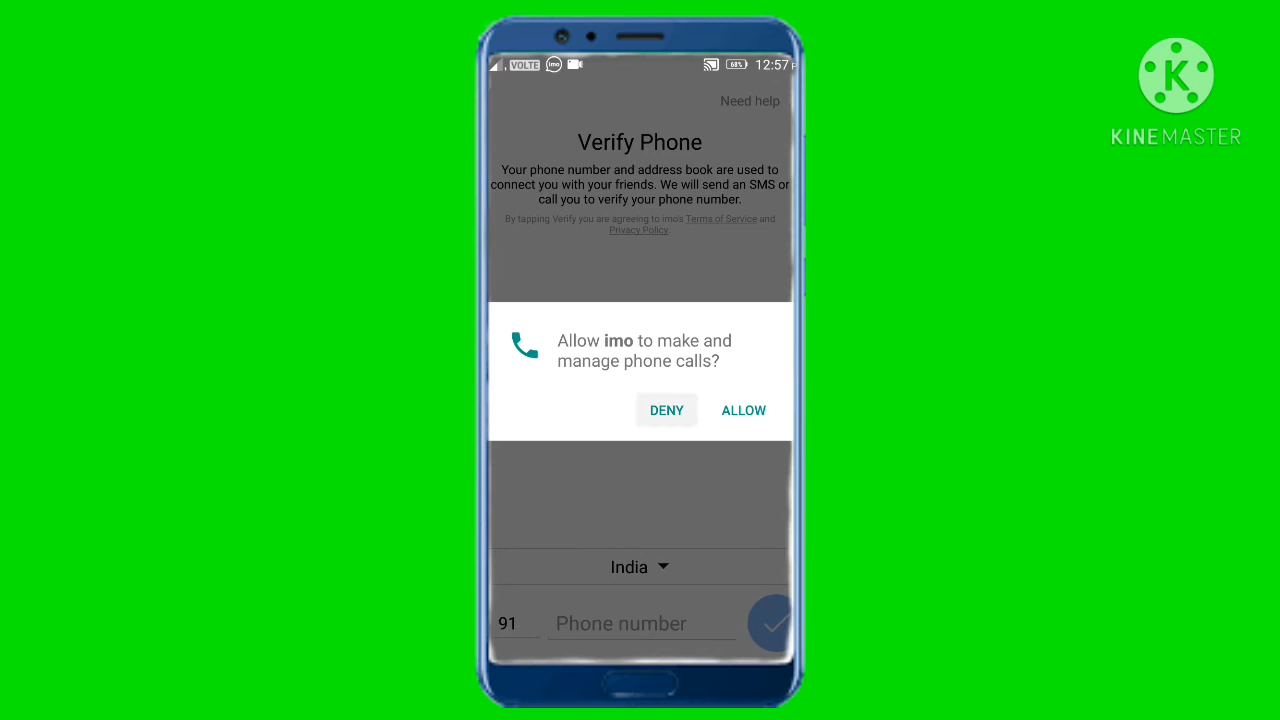 VOLTE imo 68% 12:57
KINEMASTER
Need help
Verify Phone
Your phone number and address book are used to
connect you with your friends. We will send an SMS or
call you to verify your phone number.
By tapping Verify you are agreeing to imo's Terms of Service and
Privacy Policy.
Allow imo to make and
manage phone calls?
DENY ALLOW
India
91 Phone number